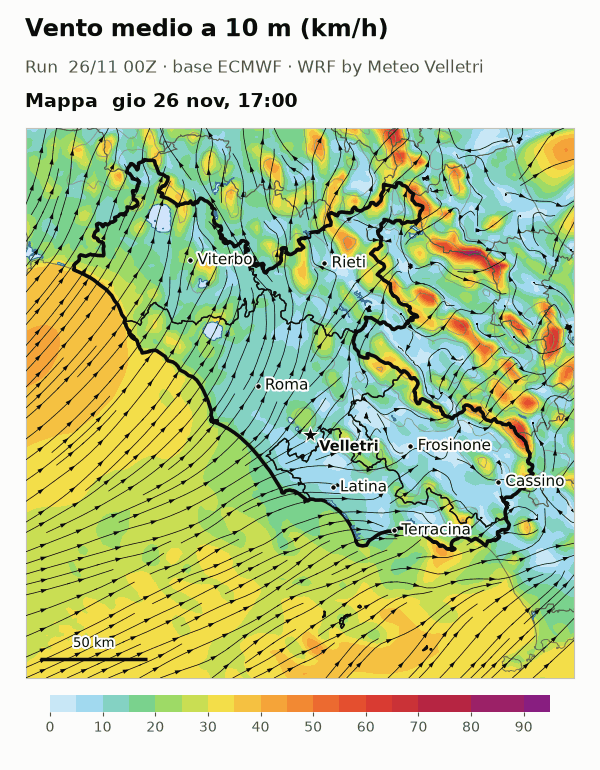 Vento medio a 10 m (km/h)
Run 26/11 00Z · base ECMWF · WRF by Meteo Velletri
Mappa gio 26 nov, 17:00
Viterbo
Rieti
Roma
Velletri
Frosinone
Latina
Cassino
Terracina
50 km
0 10 20 30 40 50 60 70 80 90